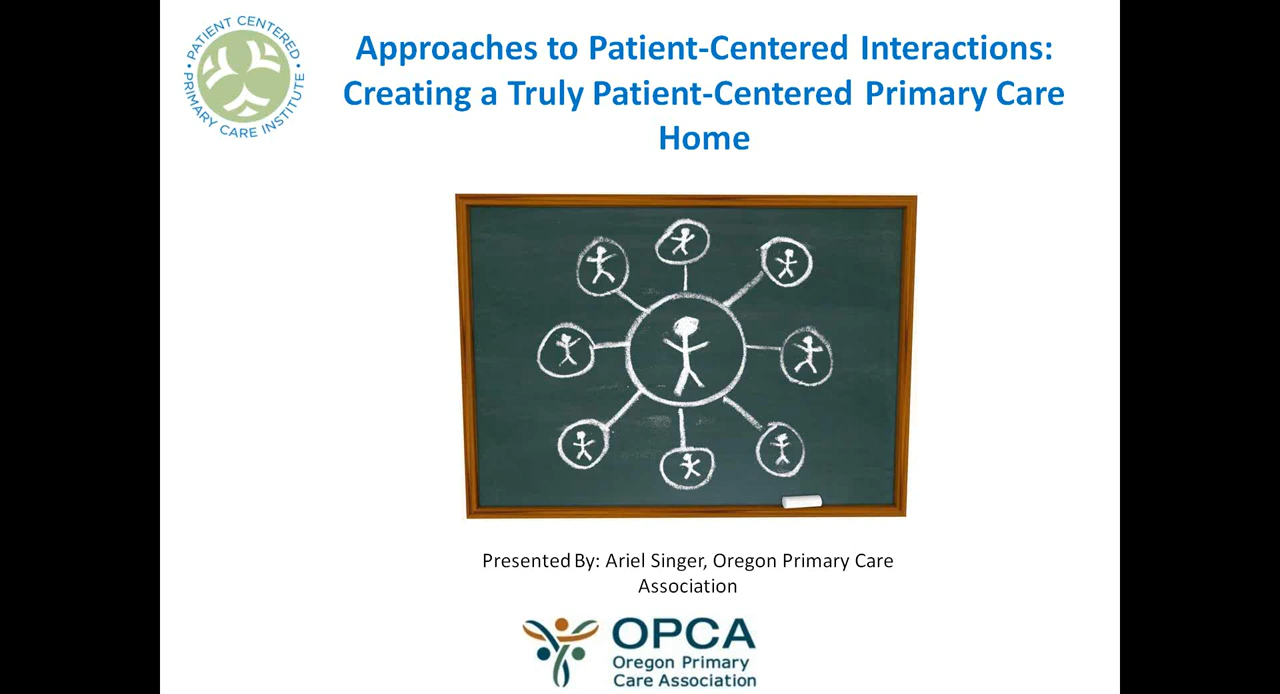 PATIENT CENTERED •
• PRIMARY CARE INSTITUTE
Approaches to Patient-Centered Interactions:
Creating a Truly Patient-Centered Primary Care
Home
Presented By: Ariel Singer, Oregon Primary Care
Association
OPCA
Oregon Primary
Care Association